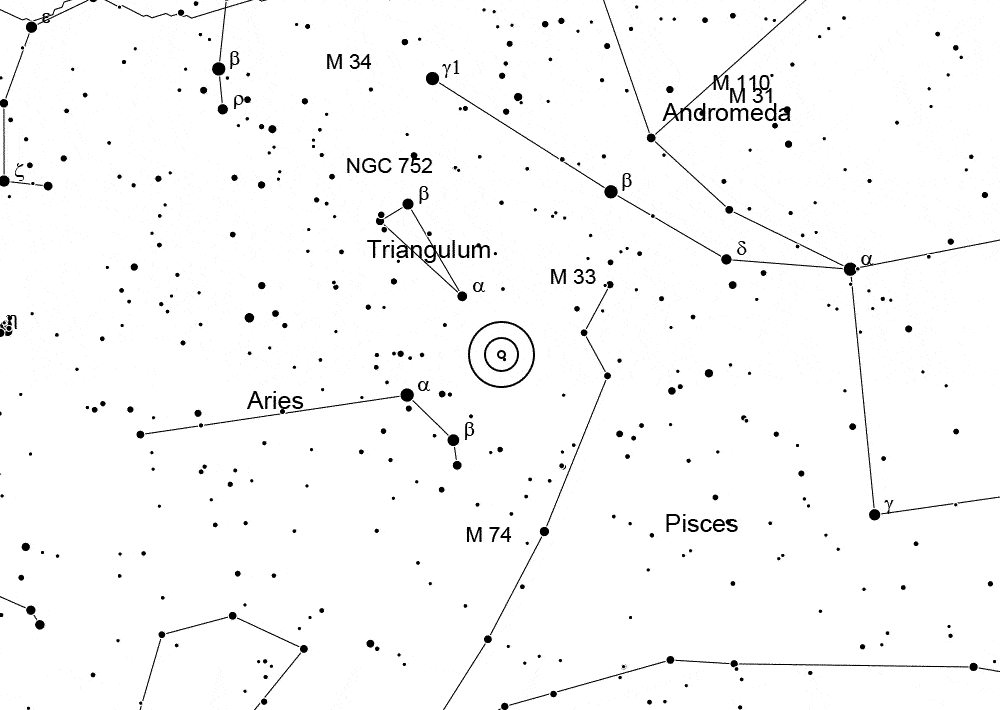 ε
β
M 34
γ1
ρ
M 110
M 31
Andromeda
NGC 752
ζ
β
β
Triangulum
δ
α
M 33
α
η
α
Aries
β
γ
M 74
Pisces